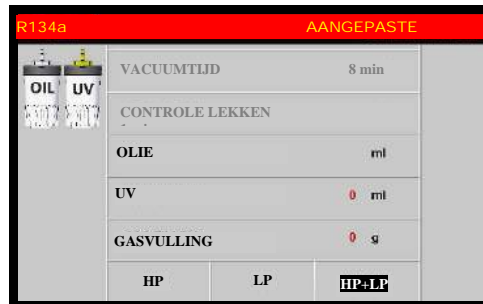 R134a AANGEPASTE
OIL UV
VACUUMTIJD 8 min
CONTROLE LEKKEN
OLIE ml
UV 0 ml
GASVULLING 0 g
HP LP HP+LP